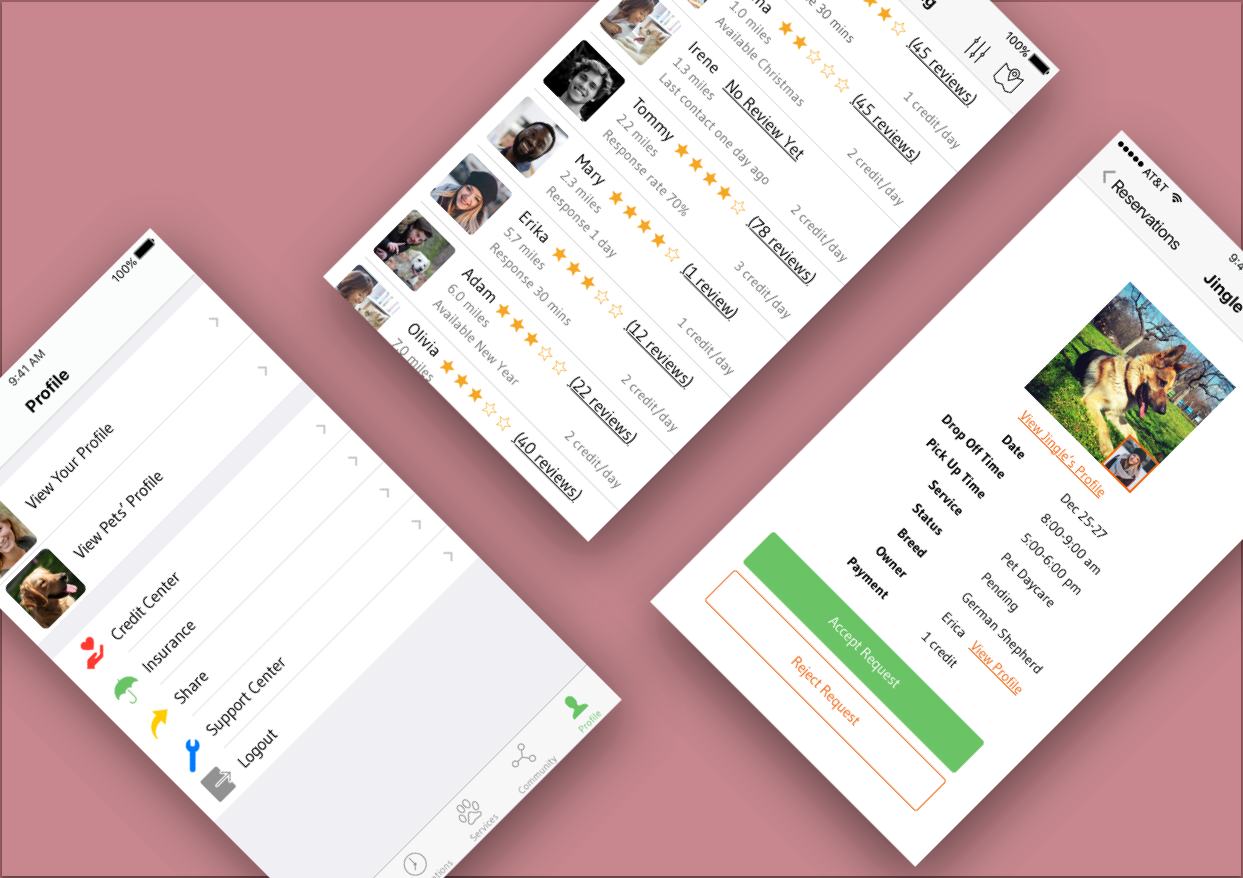 100%
30 mins
(45 reviews)
1 credit/day
1.0 miles
Available Christmas
(45 reviews)
2 credit/day
Irene
1.3 miles
No Review Yet
Last contact one day ago
2 credit/day
Tommy
2.2 miles
(78 reviews)
Response rate 70%
3 credit/day
Mary
2.3 miles
(1 review)
Response 1 day
1 credit/day
Erika
5.7 miles
(12 reviews)
Response 30 mins
2 credit/day
Adam
6.0 miles
(22 reviews)
Available New Year
2 credit/day
Olivia
7.0 miles
(40 reviews)
9:41 AM 100%
Profile
View Your Profile
View Pets' Profile
Credit Center
Insurance
Share
Support Center
Logout
Services Community Profile
AT&T
Reservations Jingle
View Jingle's Profile
Date Dec 25-27
Drop Off Time 8:00-9:00 am
Pick Up Time 5:00-6:00 pm
Service Pet Daycare
Status Pending
Breed German Shepherd
Owner Erica View Profile
Payment 1 credit
Accept Request
Reject Request